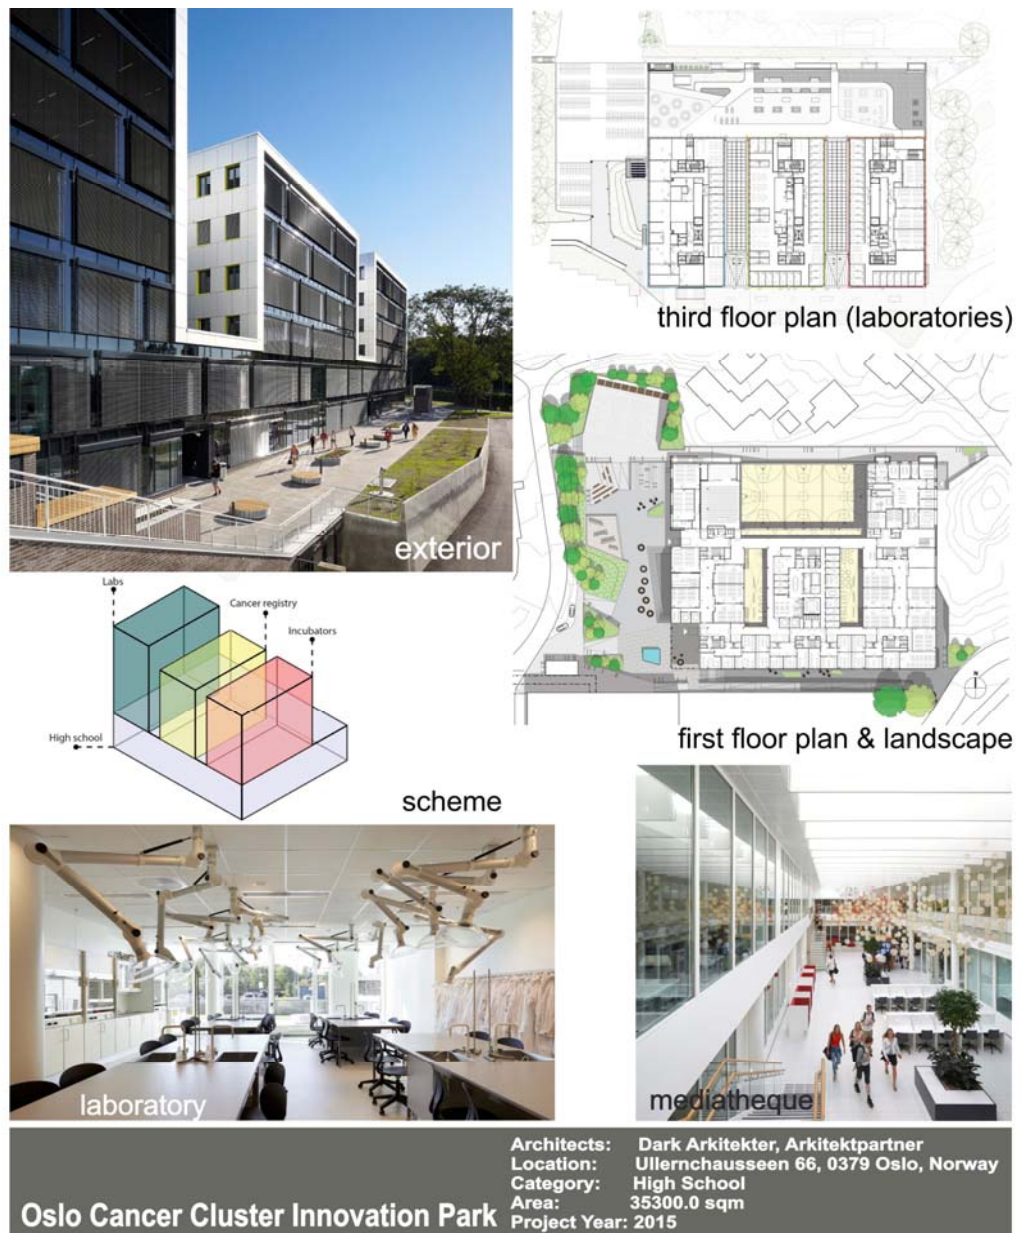 third floor plan (laboratories)
exterior
Labs
Cancer registry
Incubators
High school
scheme
N
first floor plan & landscape
laboratory
mediatheque
Oslo Cancer Cluster Innovation Park
Architects: Dark Arkitekter, Arkitektpartner
Location: Ullernchausseen 66, 0379 Oslo, Norway
Category: High School
Area: 35300.0 sqm
Project Year: 2015